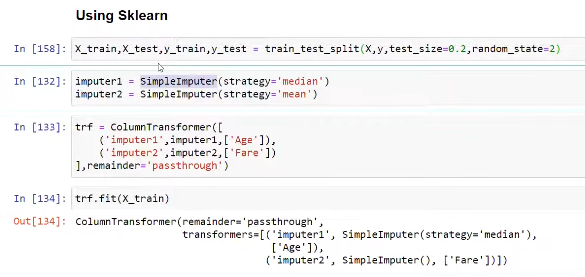 Using Sklearn
In [158]: X_train,X_test,y_train,y_test = train_test_split(X,y,test_size=0.2,random_state=2)
In [132]: imputer1 = SimpleImputer(strategy='median')
imputer2 = SimpleImputer(strategy='mean')
In [133]: trf = ColumnTransformer([
('imputer1',imputer1,['Age']),
('imputer2',imputer2,['Fare'])
],remainder='passthrough')
In [134]: trf.fit(X_train)
Out[134]: ColumnTransformer(remainder='passthrough',
transformers=[('imputer1', SimpleImputer(strategy='median'),
['Age']),
('imputer2', SimpleImputer(), ['Fare'])])